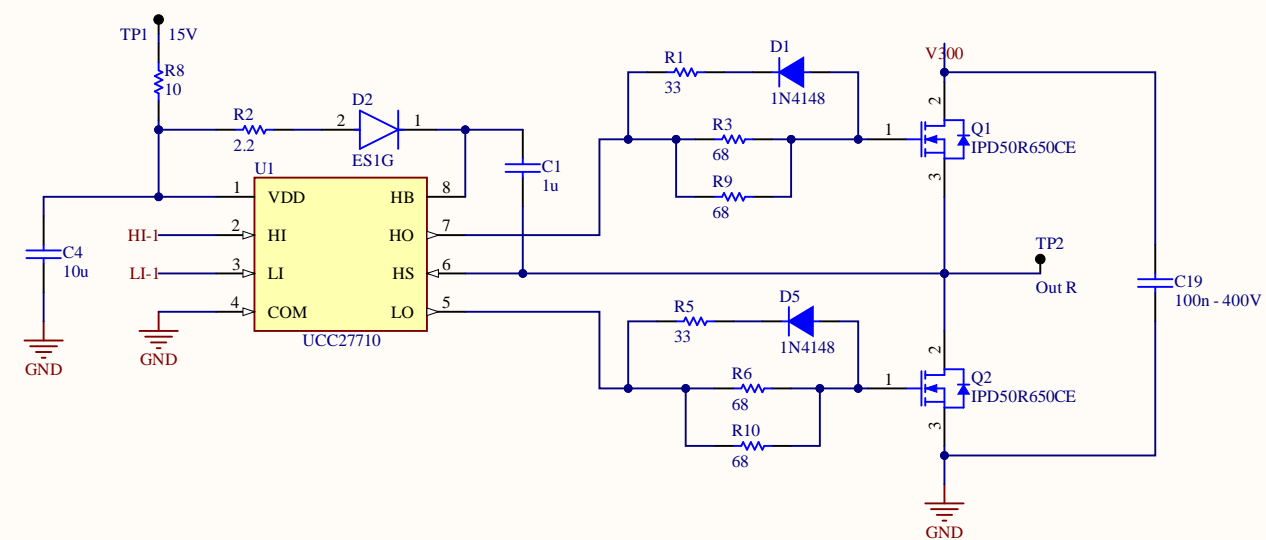 TP1 15V
R8
10
R2
2.2
D2
2 1
ES1G
C1
1u
U1
1 VDD HB 8
HI-1 2 HI HO 7
LI-1 3 LI HS 6
4 COM LO 5
UCC27710
C4
10u
GND
GND
R1
33
D1
1N4148
R3
68
R9
68
V300
2
1
Q1
IPD50R650CE
3
TP2
Out R
C19
100n - 400V
R5
33
D5
1N4148
R6
68
R10
68
2
1
Q2
IPD50R650CE
3
GND